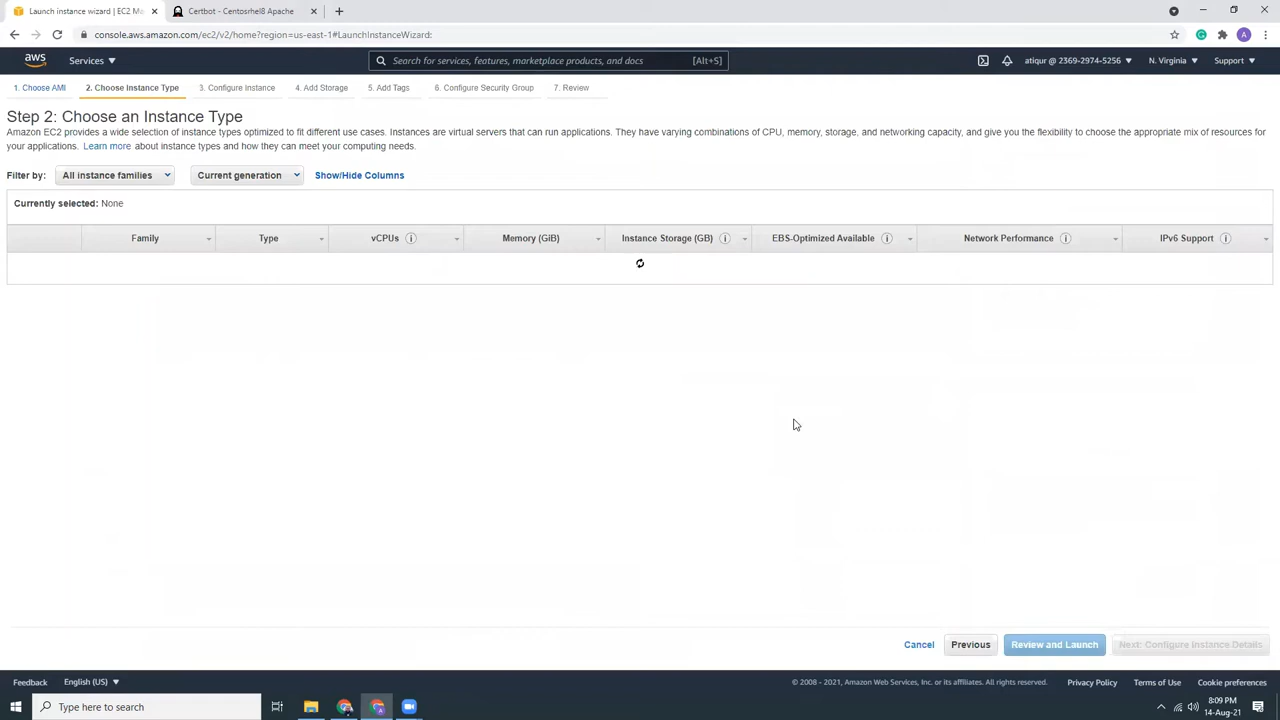 Launch instance wizard | EC2 M
Certbot - Centosrhel8 Apache
console.aws.amazon.com/ec2/v2/home?region=us-east-1#LaunchInstanceWizard:
A
aws
Services
Search for services, features, marketplace products, and docs
[Alt+S]
atiqur @ 2369-2974-5256
N. Virginia
Support
1. Choose AMI
2. Choose Instance Type
3. Configure Instance
4. Add Storage
5. Add Tags
6. Configure Security Group
7. Review
Step 2: Choose an Instance Type
Amazon EC2 provides a wide selection of instance types optimized to fit different use cases. Instances are virtual servers that can run applications. They have varying combinations of CPU, memory, storage, and networking capacity, and give you the flexibility to choose the appropriate mix of resources for
your applications. Learn more about instance types and how they can meet your computing needs.
Filter by:
All instance families
Current generation
Show/Hide Columns
Currently selected: None
Family
Type
vCPUs
Memory (GiB)
Instance Storage (GB)
EBS-Optimized Available
Network Performance
IPv6 Support
Cancel
Previous
Review and Launch
Next: Configure Instance Details
Feedback
English (US)
© 2008 - 2021, Amazon Web Services, Inc. or its affiliates. All rights reserved.
Privacy Policy
Terms of Use
Cookie preferences
Type here to search
8:09 PM
14-Aug-21